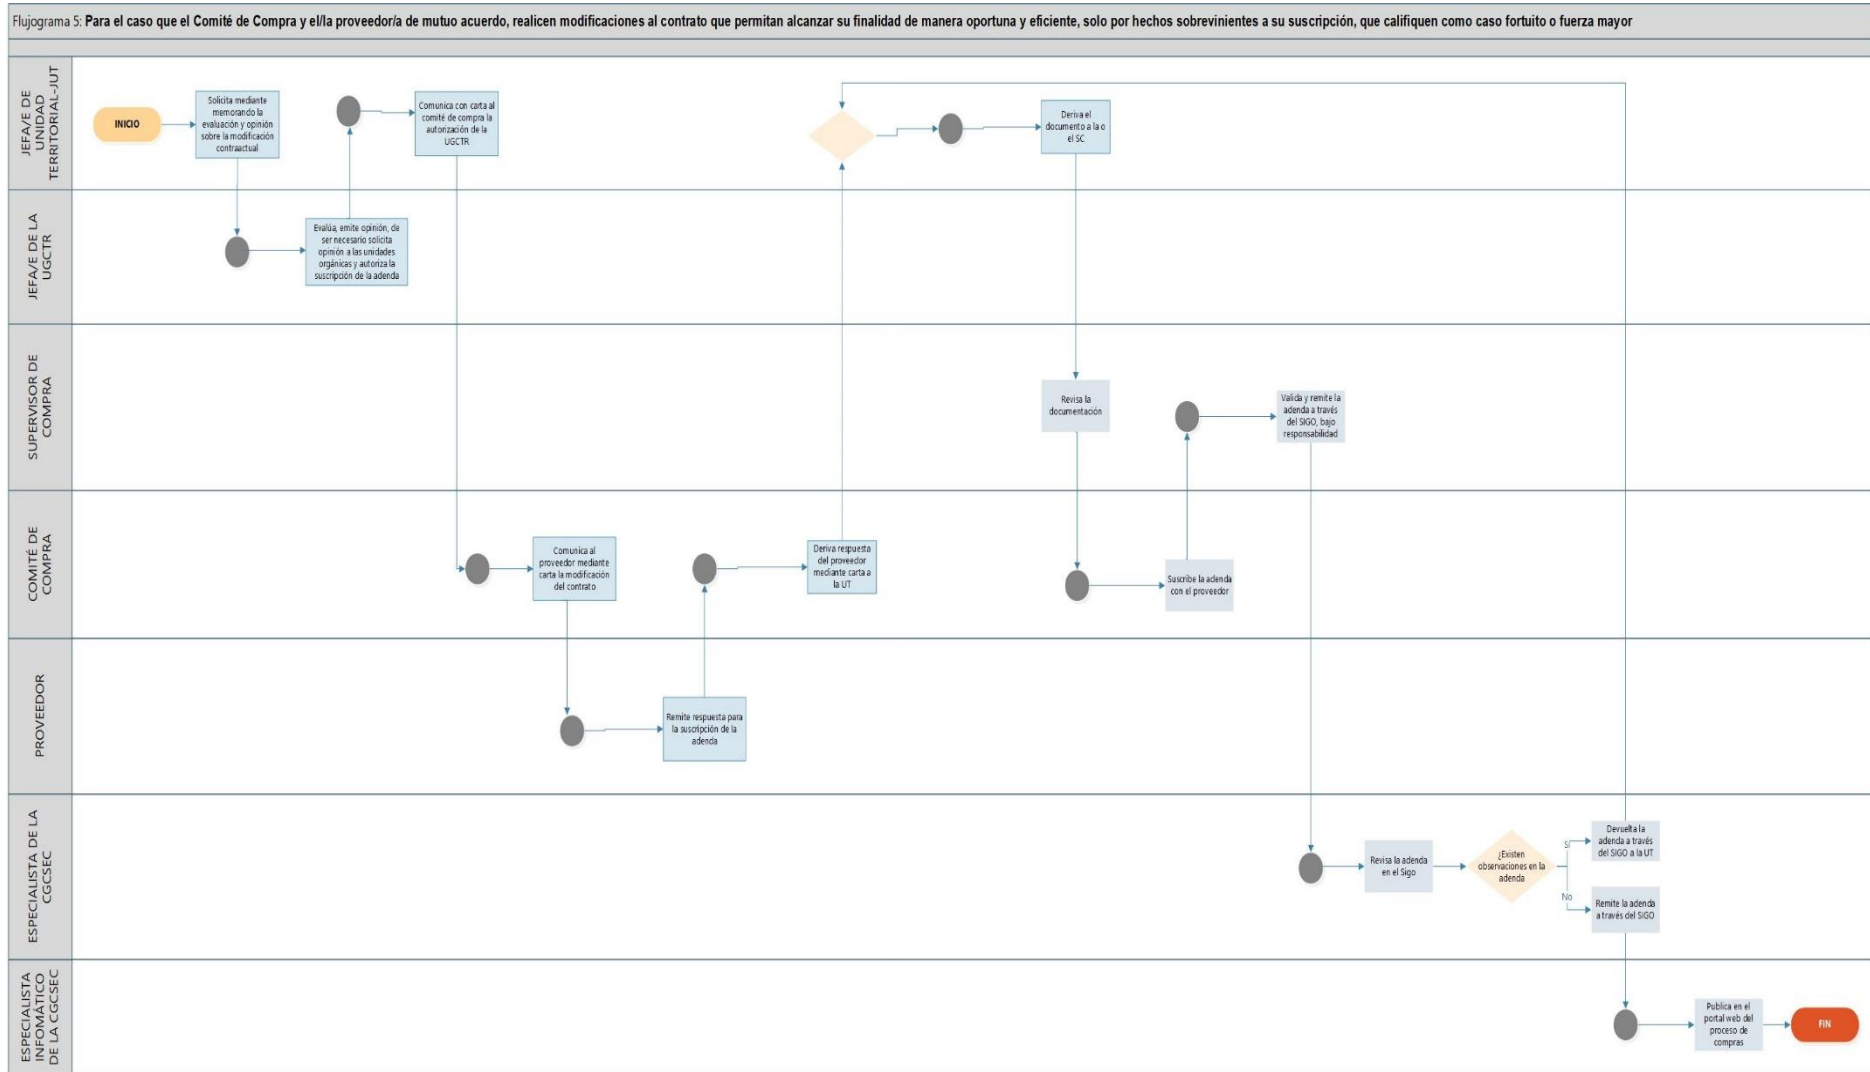 Flujograma 5: Para el caso que el Comité de Compra y el/la proveedor/a de mutuo acuerdo, realicen modificaciones al contrato que permitan alcanzar su finalidad de manera oportuna y eficiente, solo por hechos sobrevinientes a su suscripción, que califiquen como caso fortuito o fuerza mayor
JEFA/E DE
UNIDAD
TERRITORIAL-JUT
INICIO
Solicita mediante
memorando la
evaluación y opinión
sobre la modificación
contraactual
Comunica con carta al
comité de compra la
autorización de la
UGCTR
Deriva el
documento a la o
el SC
JEFA/E DE LA
UGCTR
Evalúa, emite opinión, de
ser necesario solicita
opinión a las unidades
orgánicas y autoriza la
suscripción de la adenda
SUPERVISOR DE
COMPRA
Revisa la
documentación
Valida y remite la
adenda a través
del SIGO, bajo
responsabilidad
COMITÉ DE
COMPRA
Comunica al
proveedor mediante
carta la modificación
del contrato
Deriva respuesta
del proveedor
mediante carta a
la UT
Suscribe la adenda
con el proveedor
PROVEEDOR
Remite respuesta para
la suscripción de la
adenda
ESPECIALISTA DE LA
CGCSEC
Revisa la adenda
en el Sigo
¿Existen
observaciones en la
adenda
Si
Devuelta la
adenda a través
del SIGO a la UT
No
Remite la adenda
a través del SIGO
ESPECIALISTA
INFOMÁTICO
DE LA CGCSEC
Publica en el
portal web del
proceso de
compras
FIN